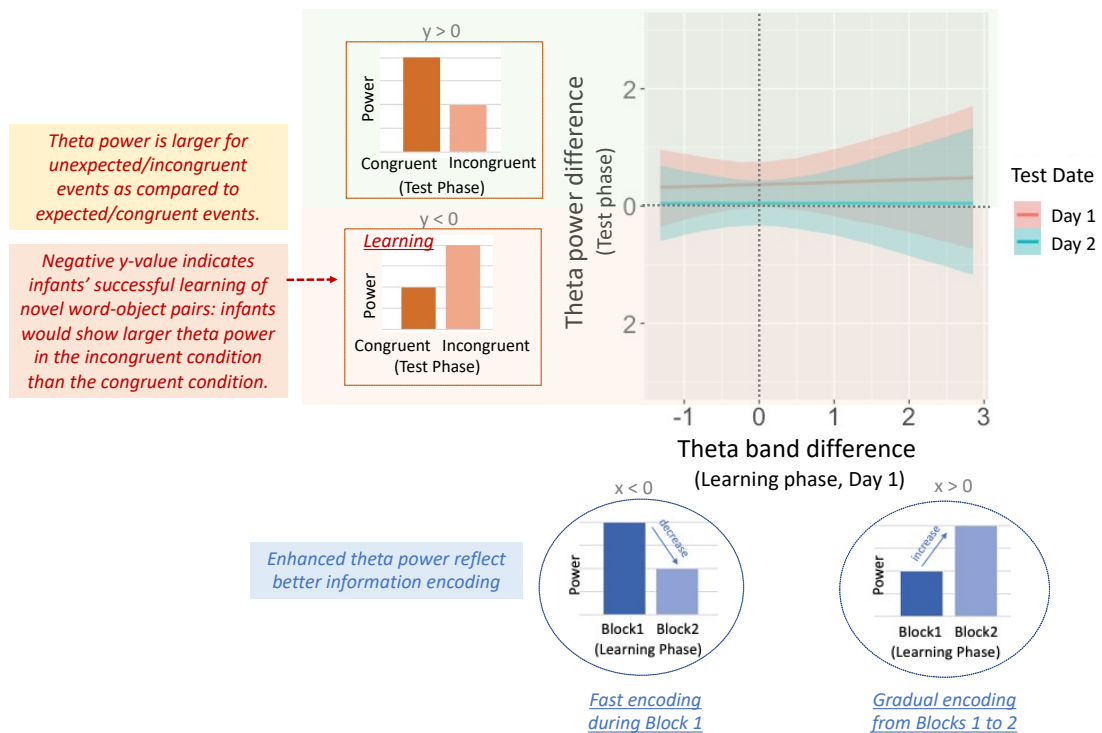 y > 0
Power
Congruent Incongruent
(Test Phase)
Theta power is larger for
unexpected/incongruent
events as compared to
expected/congruent events.
y < 0
Learning
Power
Congruent Incongruent
(Test Phase)
Negative y-value indicates
infants’ successful learning of
novel word-object pairs: infants
would show larger theta power
in the incongruent condition
than the congruent condition.
Theta power difference
(Test phase)
2
0
2
-1 0 1 2 3
Theta band difference
(Learning phase, Day 1)
Test Date
Day 1
Day 2
x < 0
Power
decrease
Block1 Block2
(Learning Phase)
Fast encoding
during Block 1
x > 0
Power
increase
Block1 Block2
(Learning Phase)
Gradual encoding
from Blocks 1 to 2
Enhanced theta power reflect
better information encoding